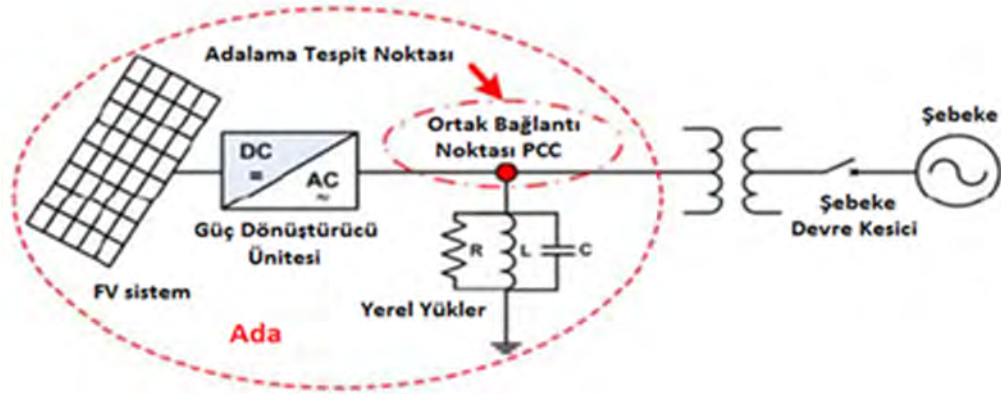 Adalama Tespit Noktası
Ortak Bağlantı
Noktası PCC
Şebeke
DC
=
AC
~
Güç Dönüştürücü
Ünitesi
R
L
C
Şebeke
Devre Kesici
FV sistem
Yerel Yükler
Ada